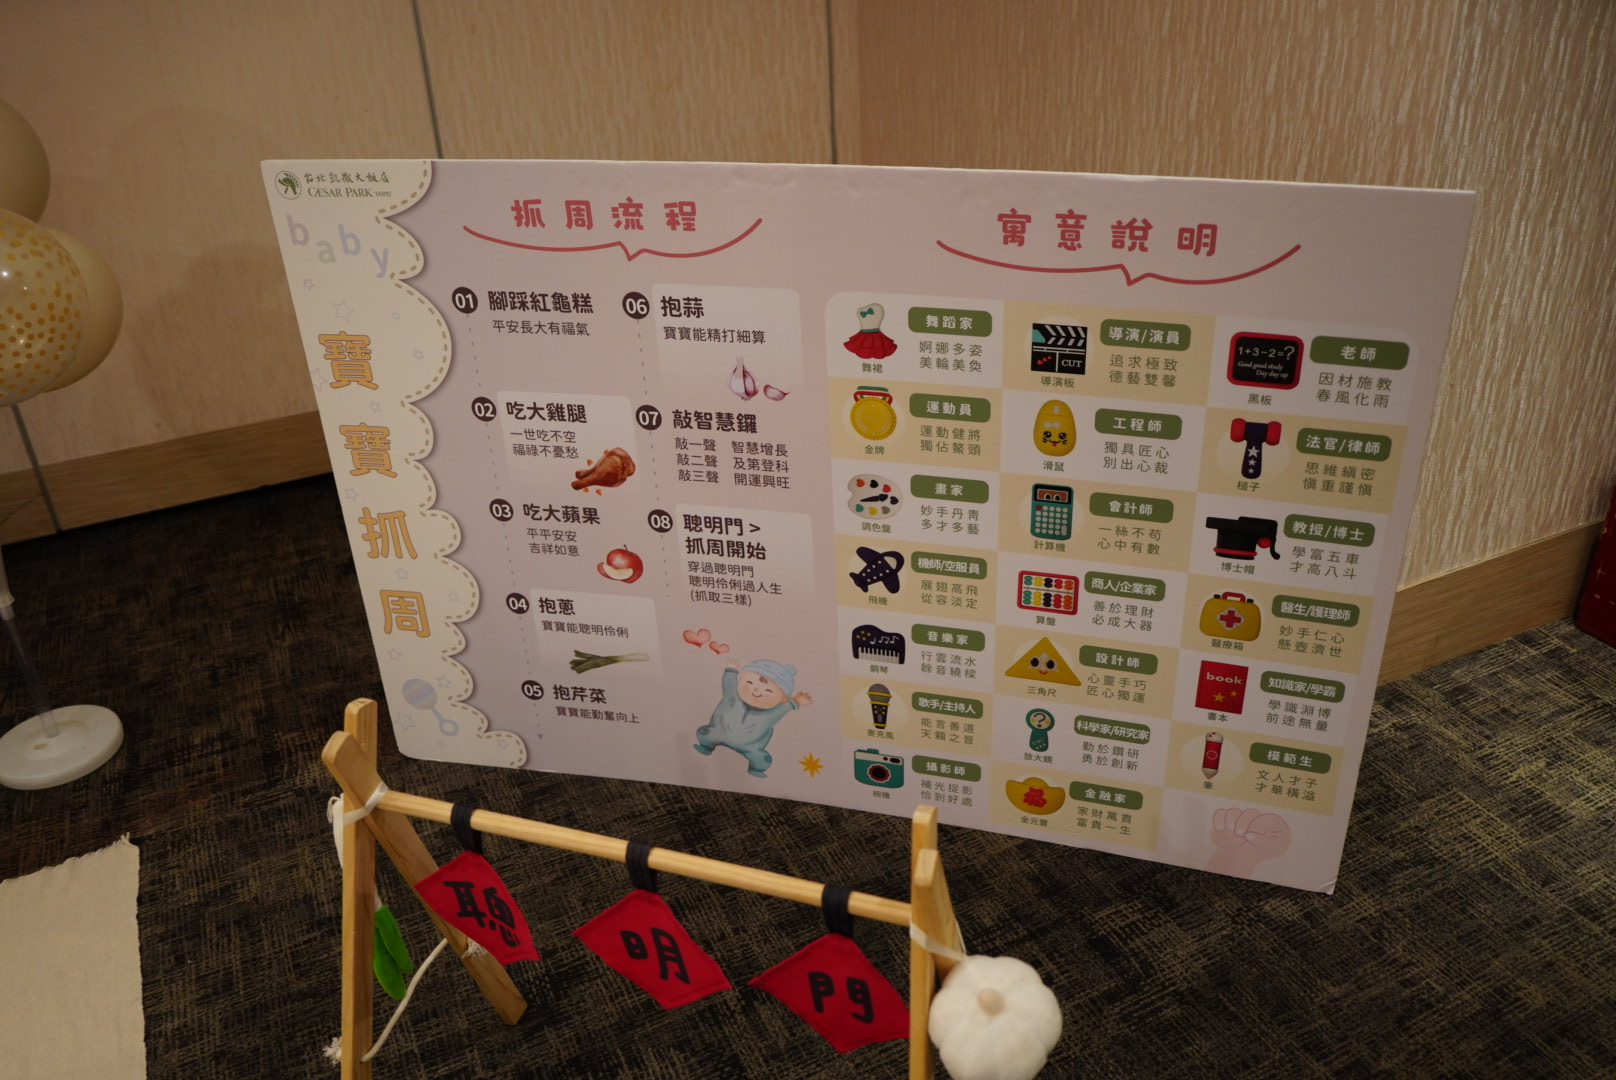 台北凱撒大飯店
CÆSAR PARK TAIPEI
baby
寶寶抓周
抓周流程
01 腳踩紅龜糕
平安長大有福氣
02 吃大雞腿
一世吃不空
福祿不憂愁
03 吃大蘋果
平平安安
吉祥如意
04 抱蔥
寶寶能聰明伶俐
05 抱芹菜
寶寶能勤奮向上
06 抱蒜
寶寶能精打細算
07 敲智慧鑼
敲一聲 智慧增長
敲二聲 及第登科
敲三聲 開運興旺
08 聰明門 >
抓周開始
穿過聰明門
聰明伶俐過人生
(抓取三樣)
寓意說明
舞裙
舞蹈家
婀娜多姿
美輪美奐
金牌
運動員
運動健將
獨佔鰲頭
調色盤
畫家
妙手丹青
多才多藝
飛機
機師/空服員
展翅高飛
從容淡定
鋼琴
音樂家
行雲流水
餘音繞樑
麥克風
歌手/主持人
能言善道
天籟之音
相機
攝影師
補光捉影
恰到好處
CUT
導演板
導演/演員
追求極致
德藝雙馨
滑鼠
工程師
獨具匠心
別出心裁
計算機
會計師
一絲不苟
心中有數
算盤
商人/企業家
善於理財
必成大器
三角尺
設計師
心靈手巧
匠心獨運
放大鏡
科學家/研究家
勤於鑽研
勇於創新
金元寶
金融家
家財萬貫
富貴一生
1+3-2=?
Good good study
Day day up
黑板
老師
因材施教
春風化雨
槌子
法官/律師
思維縝密
慎重謹慎
博士帽
教授/博士
學富五車
才高八斗
醫療箱
醫生/護理師
妙手仁心
懸壺濟世
book
書本
知識家/學霸
學識淵博
前途無量
筆
模範生
文人才子
才華橫溢
聰明門